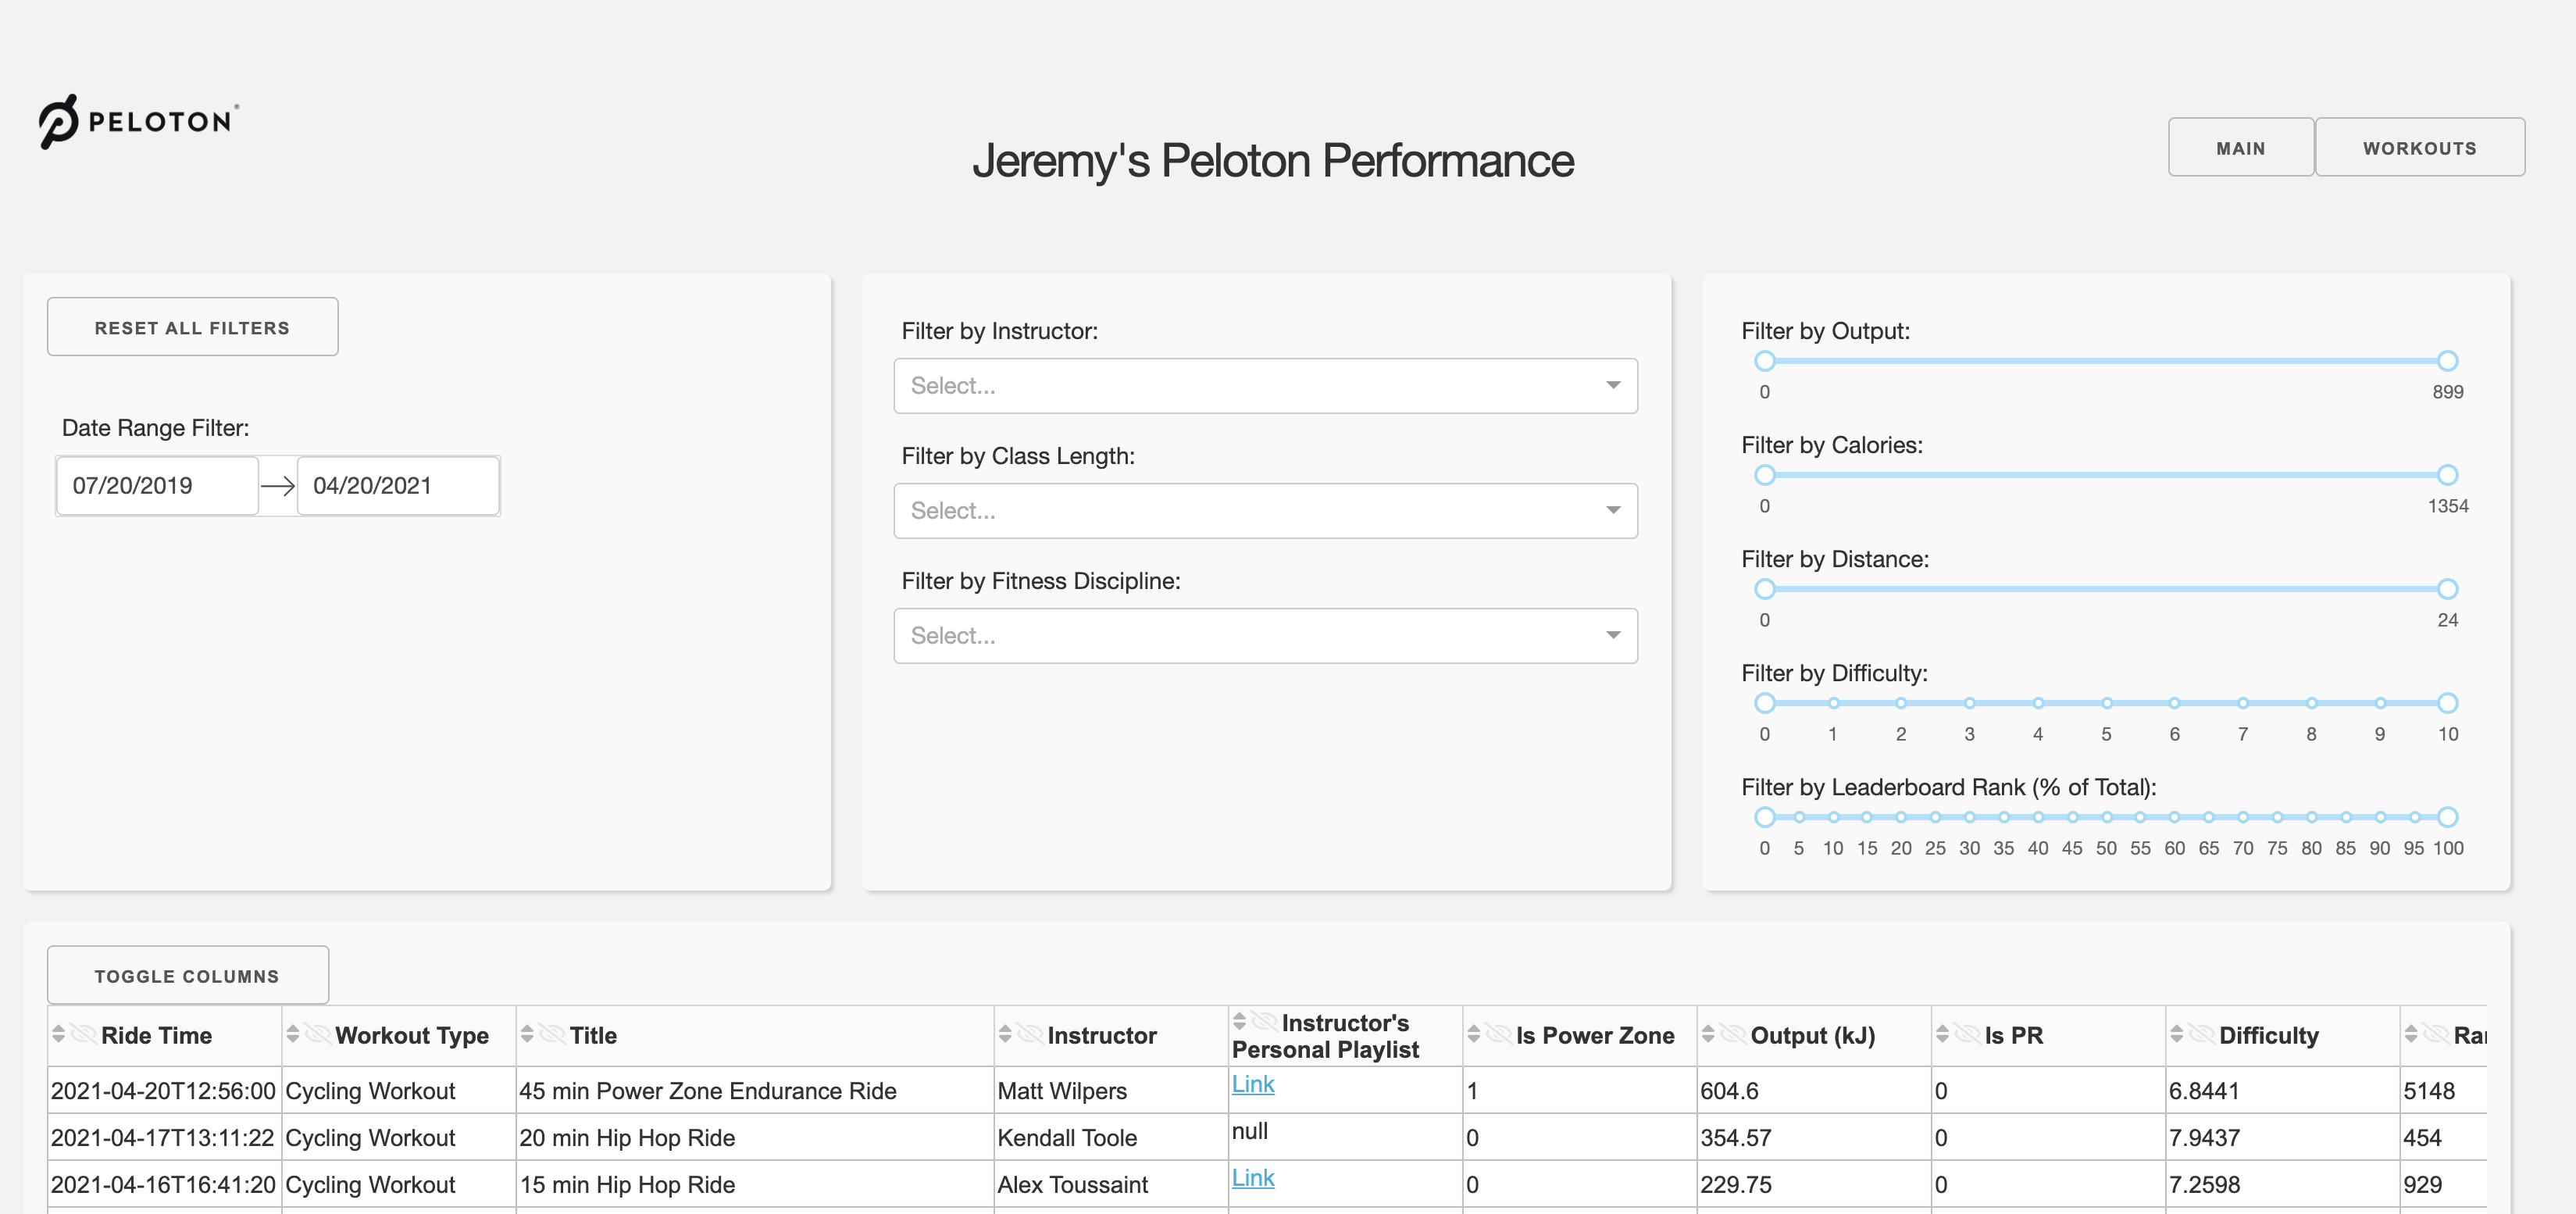 PELOTON
Jeremy's Peloton Performance
MAIN WORKOUTS
RESET ALL FILTERS
Date Range Filter:
07/20/2019 → 04/20/2021
Filter by Instructor:
Select...
Filter by Class Length:
Select...
Filter by Fitness Discipline:
Select...
Filter by Output:
0 899
Filter by Calories:
0 1354
Filter by Distance:
0 24
Filter by Difficulty:
0 1 2 3 4 5 6 7 8 9 10
Filter by Leaderboard Rank (% of Total):
0 5 10 15 20 25 30 35 40 45 50 55 60 65 70 75 80 85 90 95 100
TOGGLE COLUMNS
Ride Time Workout Type Title Instructor Instructor's Personal Playlist Is Power Zone Output (kJ) Is PR Difficulty
2021-04-20T12:56:00 Cycling Workout 45 min Power Zone Endurance Ride Matt Wilpers Link 1 604.6 0 6.8441 5148
2021-04-17T13:11:22 Cycling Workout 20 min Hip Hop Ride Kendall Toole null 0 354.57 0 7.9437 454
2021-04-16T16:41:20 Cycling Workout 15 min Hip Hop Ride Alex Toussaint Link 0 229.75 0 7.2598 929